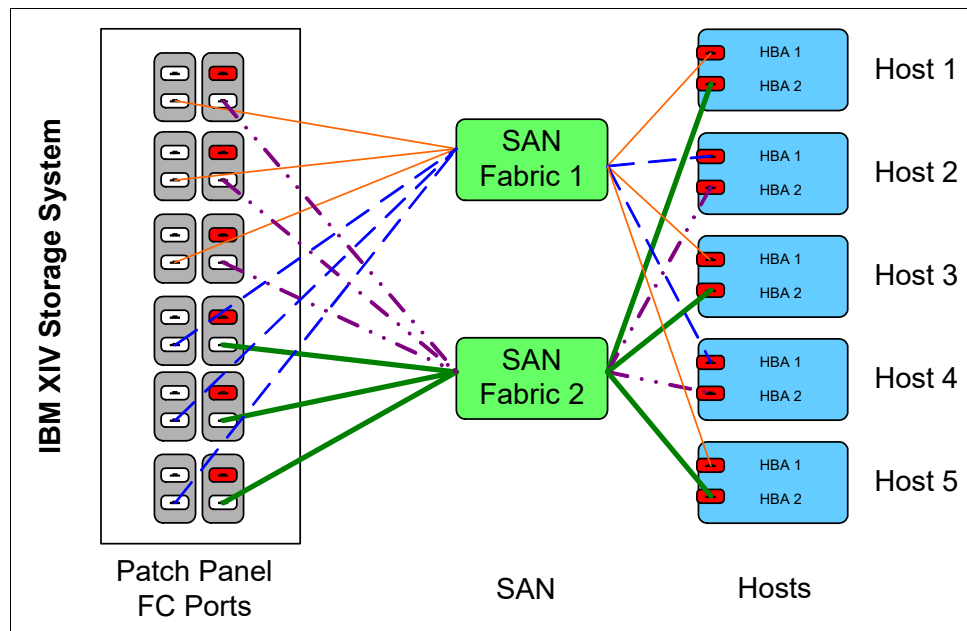 IBM XIV Storage System
Patch Panel
FC Ports
SAN
Fabric 1
SAN
Fabric 2
SAN
HBA 1
HBA 2
Host 1
HBA 1
HBA 2
Host 2
HBA 1
HBA 2
Host 3
HBA 1
HBA 2
Host 4
HBA 1
HBA 2
Host 5
Hosts